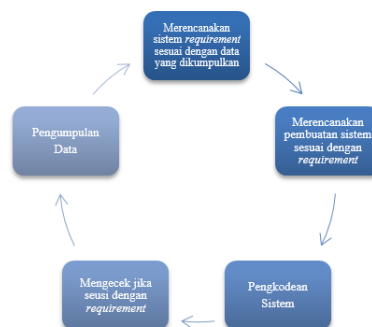 Merencanakan
sistem requirement
sesuai dengan data
yang dikumpulkan
Merencanakan
pembuatan sistem
sesuai dengan
requirement
Pengkodean
Sistem
Mengecek jika
seusi dengan
requirement
Pengumpulan
Data